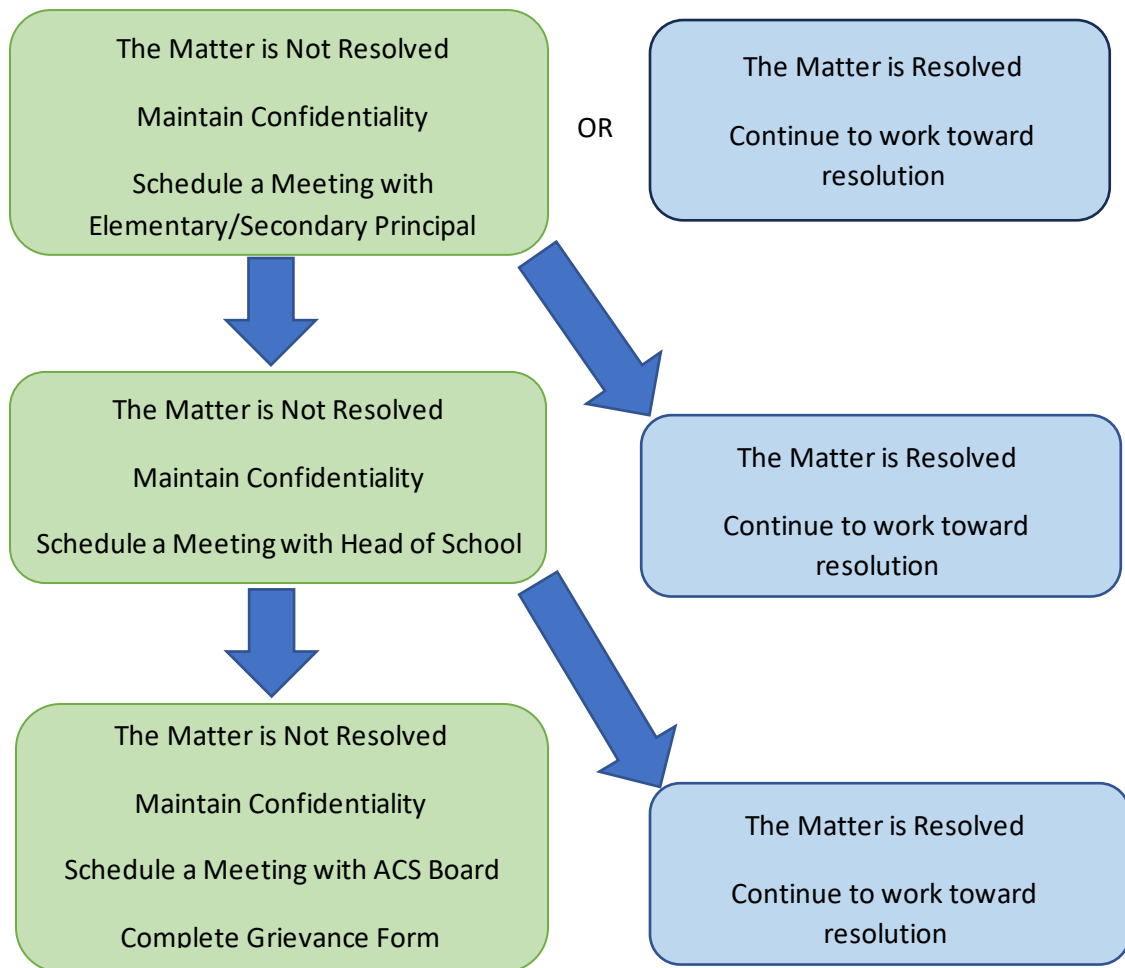 The Matter is Not Resolved
Maintain Confidentiality
Schedule a Meeting with
Elementary/Secondary Principal
OR
The Matter is Resolved
Continue to work toward
resolution
The Matter is Not Resolved
Maintain Confidentiality
Schedule a Meeting with Head of School
The Matter is Resolved
Continue to work toward
resolution
The Matter is Not Resolved
Maintain Confidentiality
Schedule a Meeting with ACS Board
Complete Grievance Form
The Matter is Resolved
Continue to work toward
resolution